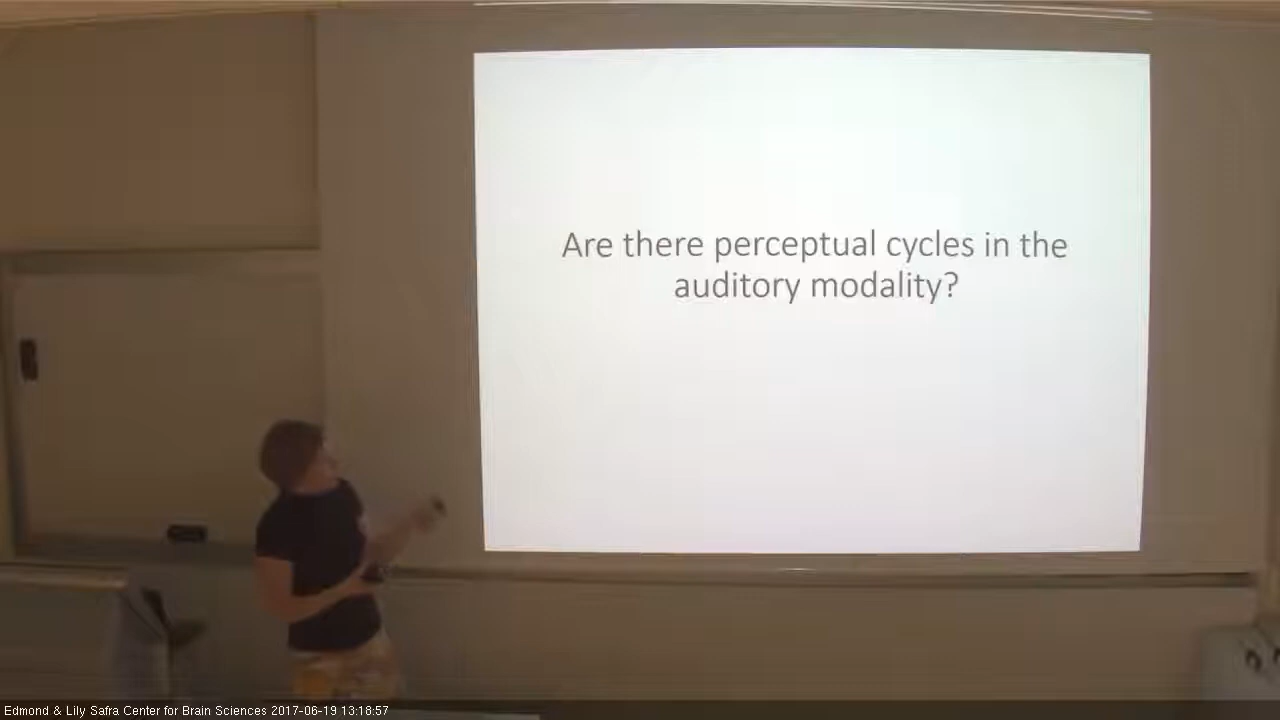 Are there perceptual cycles in the
auditory modality?
Edmond & Lily Safra Center for Brain Sciences 2017-06-19 13:18:57